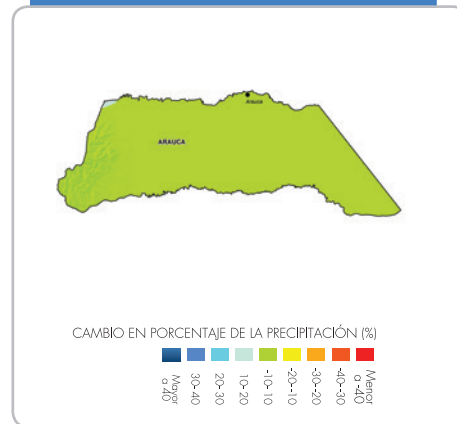 Arauca
ARAUCA
CAMBIO EN PORCENTAJE DE LA PRECIPITACIÓN (%)
Mayor
a 40
30- 40
20- 30
10- 20
-10- 10
-20--10
-30--20
-40--30
Menor
a -40